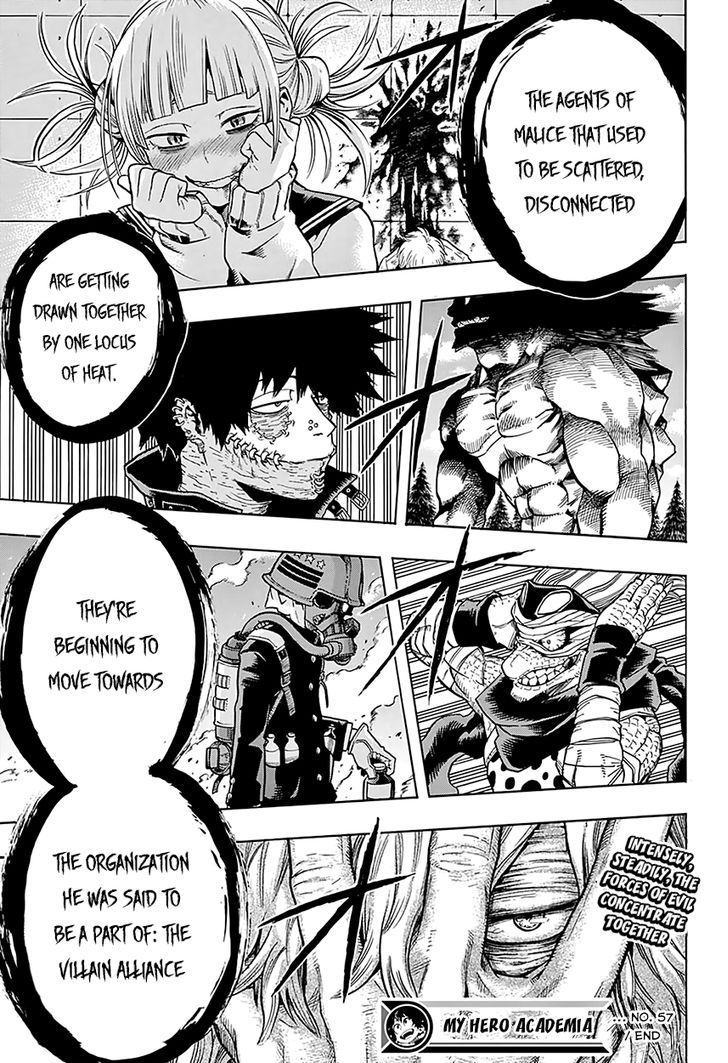 THE AGENTS OF
MALICE THAT USED
TO BE SCATTERED,
DISCONNECTED
ARE GETTING
DRAWN TOGETHER
BY ONE LOCUS
OF HEAT.
THEY'RE
BEGINNING TO
MOVE TOWARDS
THE ORGANIZATION
HE WAS SAID TO
BE A PART OF: THE
VILLAIN ALLIANCE
INTENSELY,
STEADILY, THE
FORCES OF EVIL
CONCENTRATE
TOGETHER
MY HERO ACADEMIA
... NO. 57
/ END